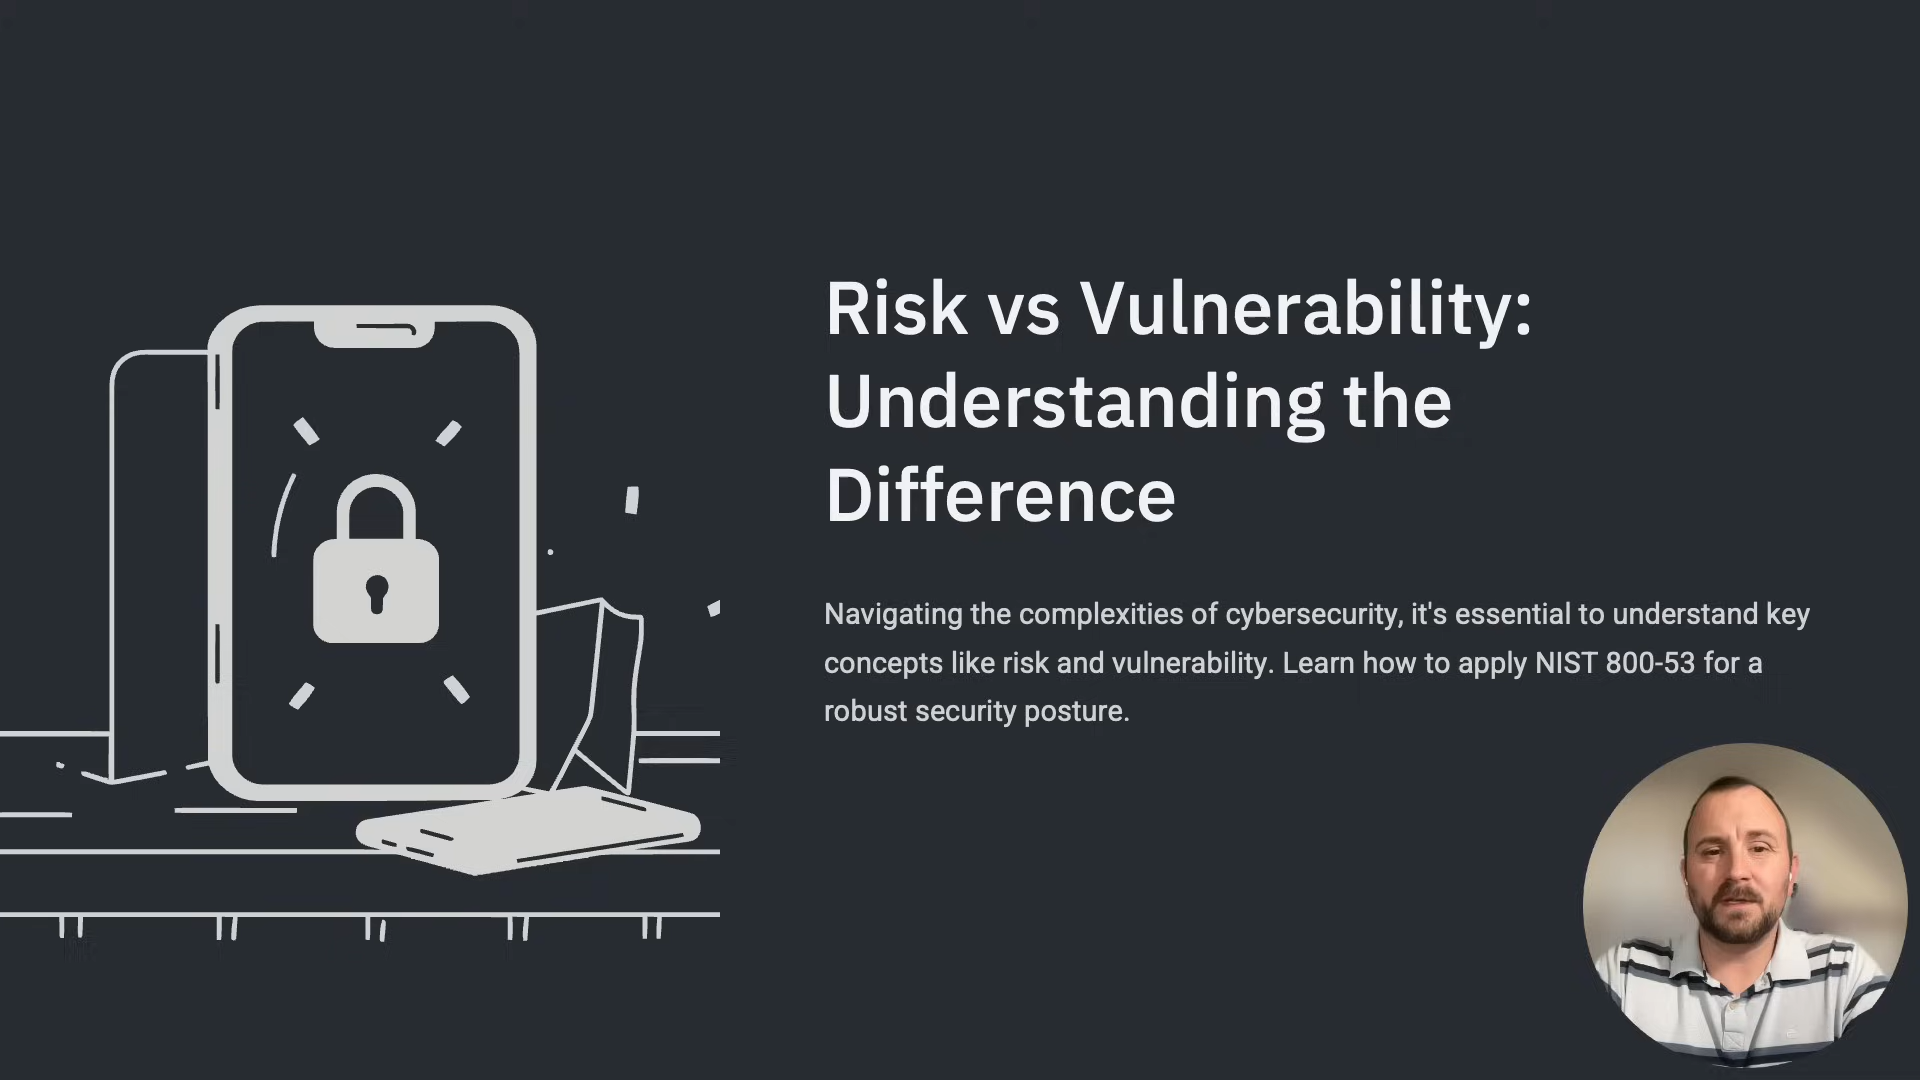 Risk vs Vulnerability:
Understanding the
Difference
Navigating the complexities of cybersecurity, it's essential to understand key
concepts like risk and vulnerability. Learn how to apply NIST 800-53 for a
robust security posture.